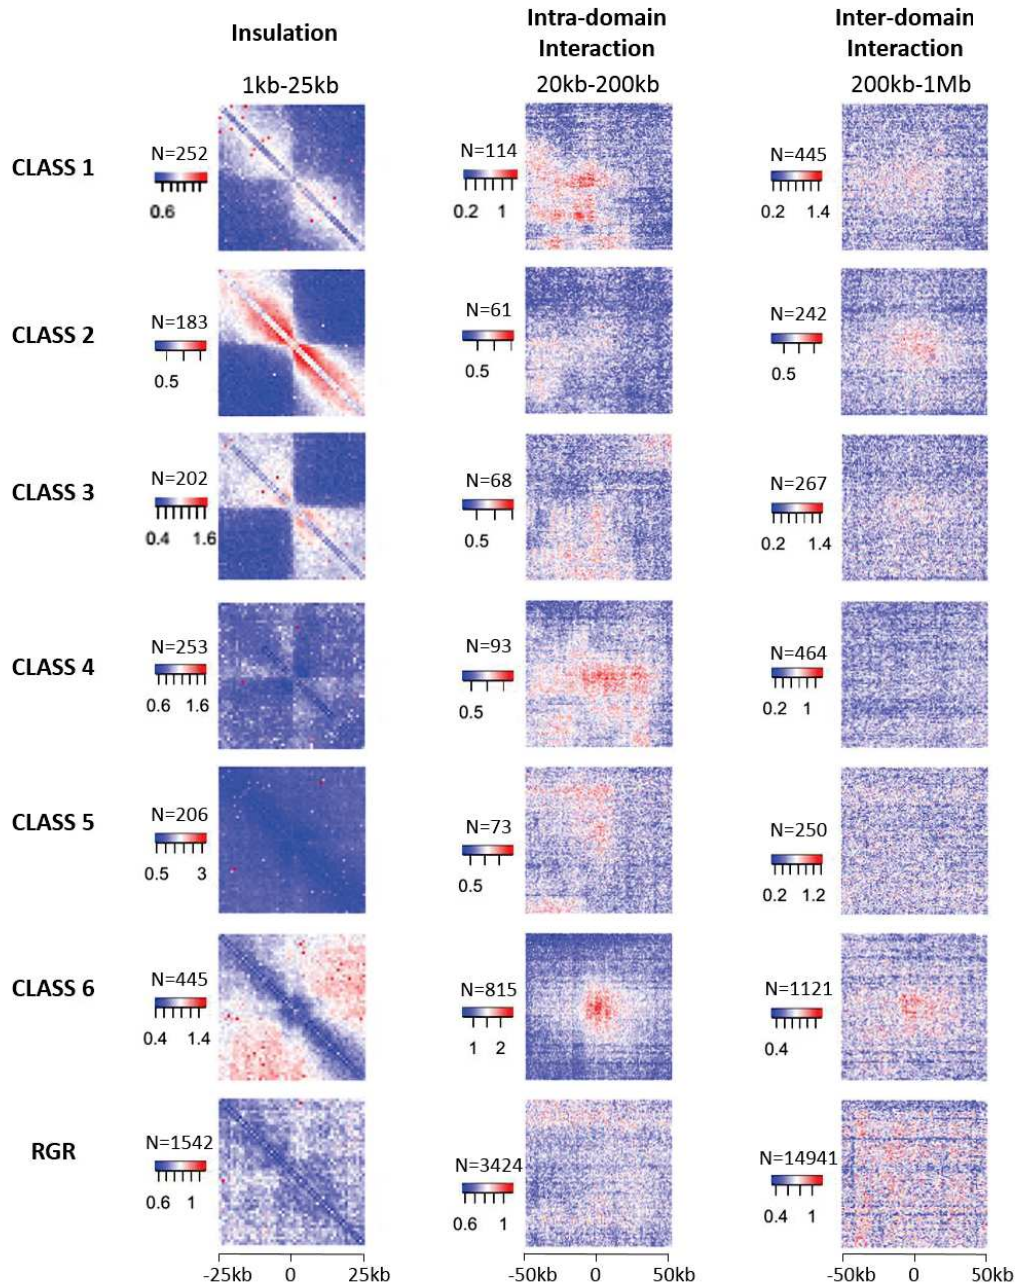 Insulation
1kb-25kb
Intra-domain
Interaction
20kb-200kb
Inter-domain
Interaction
200kb-1Mb
CLASS 1
N=252
0.6
N=114
0.2 1
N=445
0.2 1.4
CLASS 2
N=183
0.5
N=61
0.5
N=242
0.5
CLASS 3
N=202
0.4 1.6
N=68
0.5
N=267
0.2 1.4
CLASS 4
N=253
0.6 1.6
N=93
0.5
N=464
0.2 1
CLASS 5
N=206
0.5 3
N=73
0.5
N=250
0.2 1.2
CLASS 6
N=445
0.4 1.4
N=815
1 2
N=1121
0.4
RGR
N=1542
0.6 1
N=3424
0.6 1
N=14941
0.4 1
-25kb 0 25kb
-50kb 0 50kb
-50kb 0 50kb